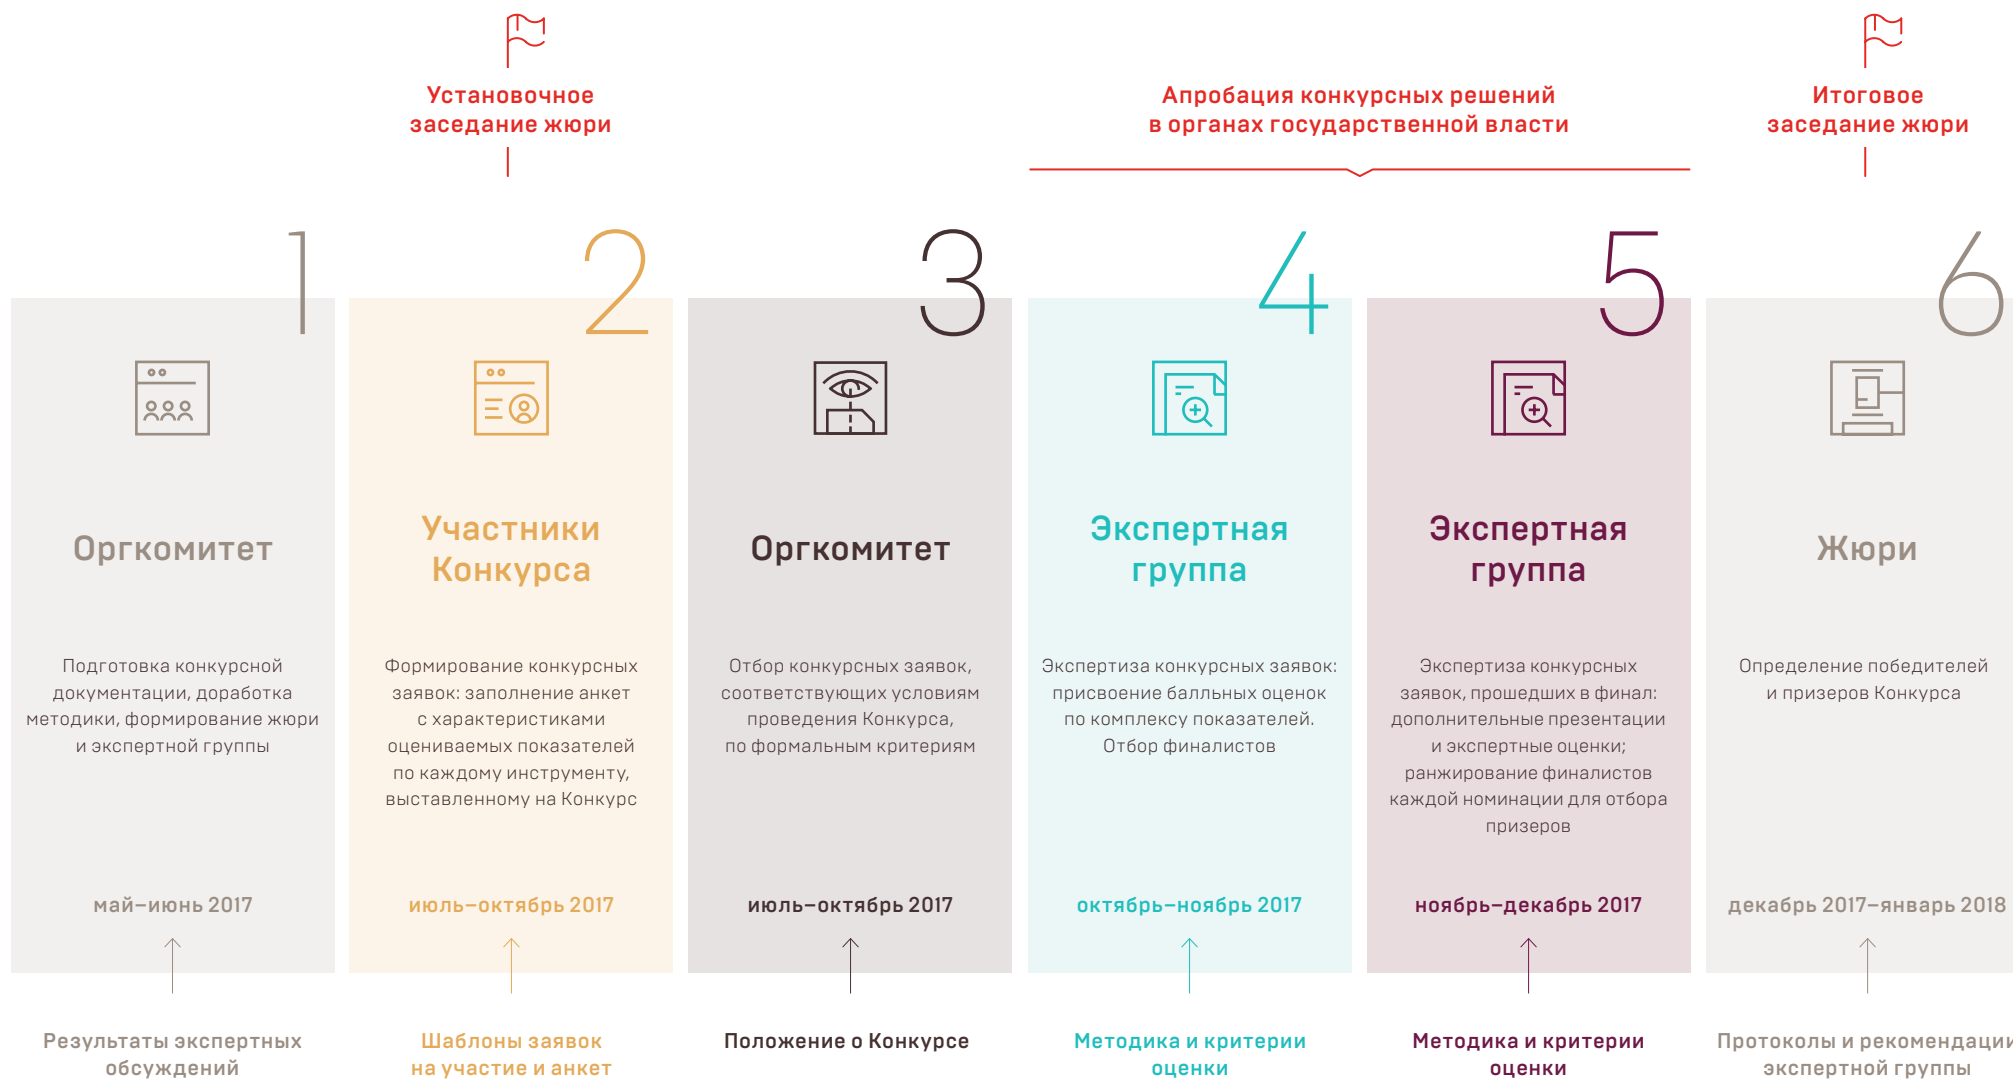 Установочное
заседание жюри
Апробация конкурсных решений
в органах государственной власти
Итоговое
заседание жюри
1
Оргкомитет
Подготовка конкурсной
документации, доработка
методики, формирование жюри
и экспертной группы
май–июнь 2017
Результаты экспертных
обсуждений
2
Участники
Конкурса
Формирование конкурсных
заявок: заполнение анкет
с характеристиками
оцениваемых показателей
по каждому инструменту,
выставленному на Конкурс
июль–октябрь 2017
Шаблоны заявок
на участие и анкет
3
Оргкомитет
Отбор конкурсных заявок,
соответствующих условиям
проведения Конкурса,
по формальным критериям
июль–октябрь 2017
Положение о Конкурсе
4
Экспертная
группа
Экспертиза конкурсных заявок:
присвоение балльных оценок
по комплексу показателей.
Отбор финалистов
октябрь–ноябрь 2017
Методика и критерии
оценки
5
Экспертная
группа
Экспертиза конкурсных
заявок, прошедших в финал:
дополнительные презентации
и экспертные оценки;
ранжирование финалистов
каждой номинации для отбора
призеров
ноябрь–декабрь 2017
Методика и критерии
оценки
6
Жюри
Определение победителей
и призеров Конкурса
декабрь 2017–январь 2018
Протоколы и рекомендации
экспертной группы